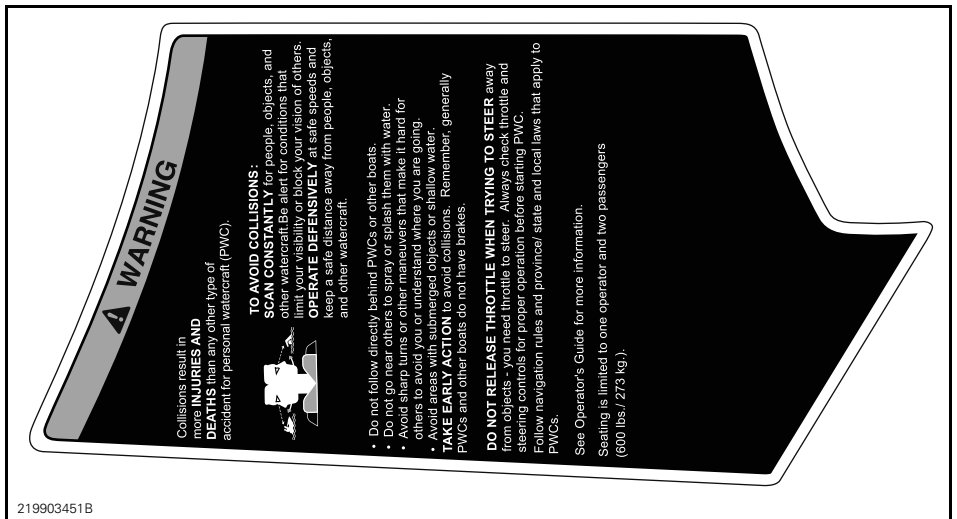 WARNING
Collisions result in
more INJURIES AND
DEATHS than any other type of
accident for personal watercraft (PWC).
TO AVOID COLLISIONS:
SCAN CONSTANTLY for people, objects, and
other watercraft.Be alert for conditions that
limit your visibility or block your vision of others.
OPERATE DEFENSIVELY at safe speeds and
keep a safe distance away from people, objects,
and other watercraft.
• Do not follow directly behind PWCs or other boats.
• Do not go near others to spray or splash them with water.
• Avoid sharp turns or other maneuvers that make it hard for
others to avoid you or understand where you are going.
• Avoid areas with submerged objects or shallow water.
TAKE EARLY ACTION to avoid collisions. Remember, generally
PWCs and other boats do not have brakes.
DO NOT RELEASE THROTTLE WHEN TRYING TO STEER away
from objects - you need throttle to steer. Always check throttle and
steering controls for proper operation before starting PWC.
Follow navigation rules and province/ state and local laws that apply to
PWCs.
See Operator's Guide for more information.
Seating is limited to one operator and two passengers
(600 lbs./ 273 kg.).
219903451B